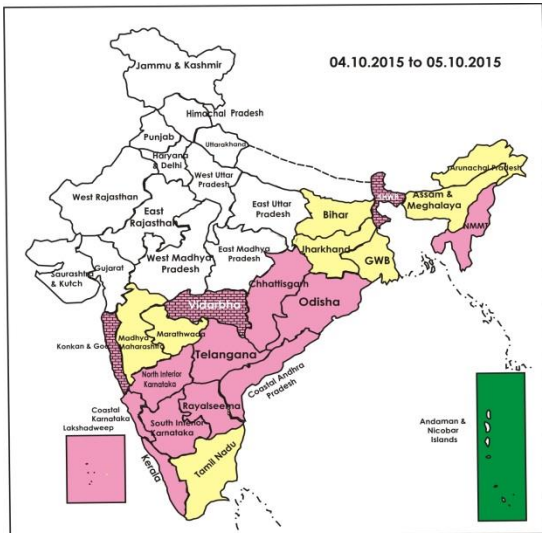 04.10.2015 to 05.10.2015
Jammu & Kashmir
Himachal Pradesh
Punjab
Uttarakhand
Haryana
& Delhi
West Uttar
Pradesh
West Rajasthan
East
Rajasthan
East Uttar
Pradesh
Bihar
SHWB
Arunachal Pradesh
Assam &
Meghalaya
NMMT
Saurashtra
& Kutch
Gujarat
West Madhya
Pradesh
East Madhya
Pradesh
Jharkhand
GWB
Chhattisgarh
Odisha
Vidarbha
Madhya
Maharashtra
Marathwada
Konkan & Goa
Telangana
North Interior
Karnataka
Coastal Andhra
Pradesh
Coastal
Karnataka
Rayalseema
Lakshadweep
South Interior
Karnataka
Kerala
Tamil Nadu
Andaman &
Nicobar
Islands